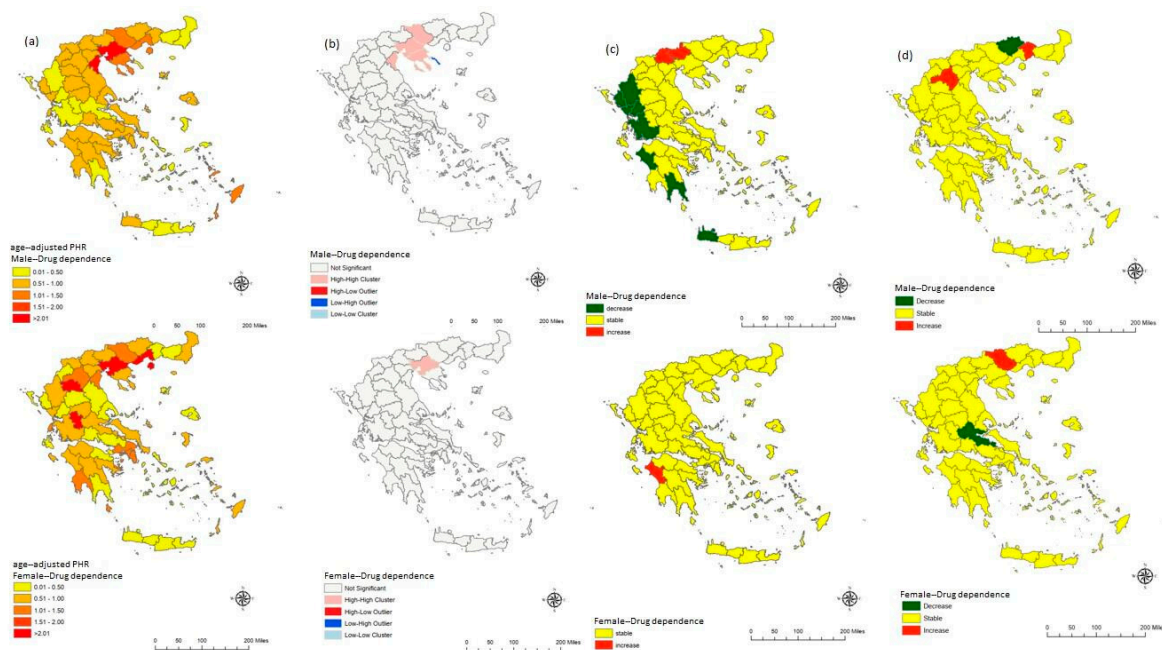 (a)
(b)
(c)
(d)
age--adjusted PHR
Male--Drug dependence
0.01 - 0.50
0.51 - 1.00
1.01 - 1.50
1.51 - 2.00
>2.01
0 50 100 200 Miles
Male--Drug dependence
Not Significant
High-High Cluster
High-Low Outlier
Low-High Outlier
Low-Low Cluster
0 50 100 200 Miles
Male--Drug dependence
decrease
stable
increase
0 50 100 200 Miles
Male--Drug dependence
Decrease
Stable
Increase
0 50 100 200 Miles
age--adjusted PHR
Female--Drug dependence
0.01 - 0.50
0.51 - 1.00
1.01 - 1.50
1.51 - 2.00
>2.01
0 50 100 200 Miles
Female--Drug dependence
Not Significant
High-High Cluster
High-Low Outlier
Low-High Outlier
Low-Low Cluster
0 50 100 200 Miles
Female--Drug dependence
stable
increase
0 50 100 200 Miles
Female--Drug dependence
Decrease
Stable
Increase
0 50 100 200 Miles